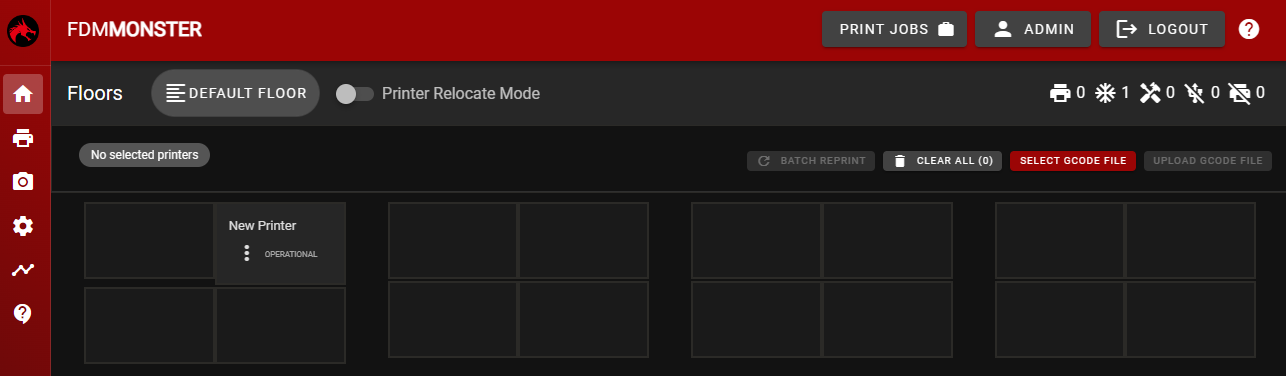 FDMMONSTER
PRINT JOBS
ADMIN
LOGOUT
Floors
DEFAULT FLOOR
Printer Relocate Mode
0
1
0
0
0
No selected printers
BATCH REPRINT
CLEAR ALL (0)
SELECT GCODE FILE
UPLOAD GCODE FILE
New Printer
OPERATIONAL